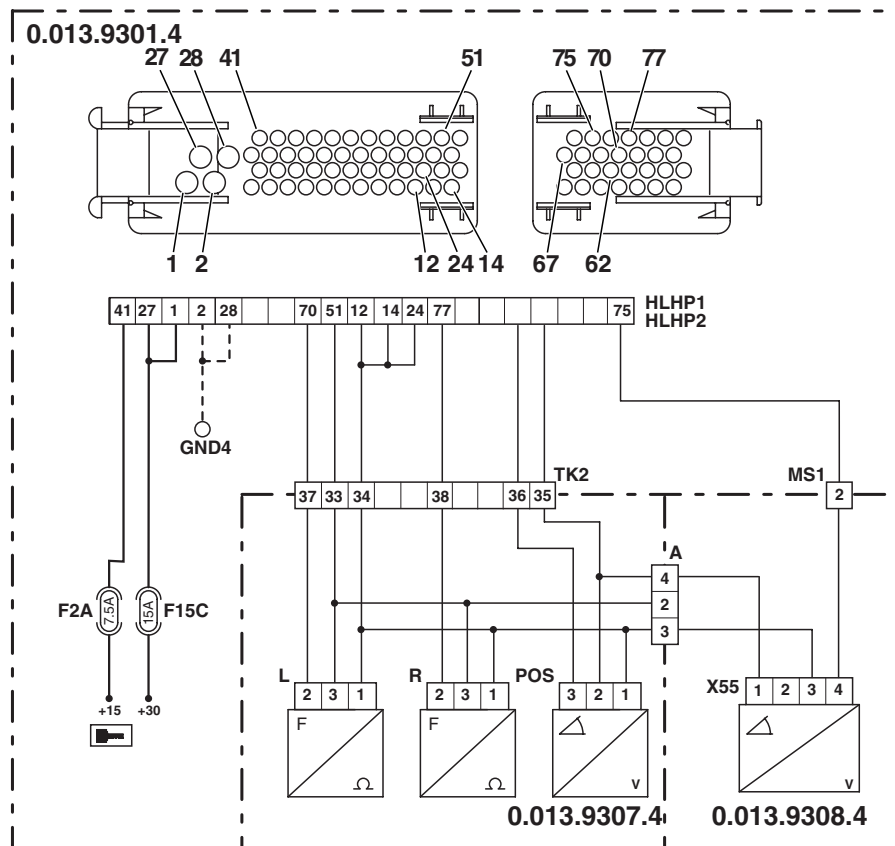 0.013.9301.4
27 28 41 51 75 70 77
1 2 12 24 14 67 62
41 27 1 2 28 70 51 12 14 24 77 75
HLHP1
HLHP2
GND4
TK2
MS1
37 33 34 38 36 35
2
A
4
2
3
F2A
7.5A
15A
F15C
+15
+30
L
2 3 1
R
2 3 1
POS
3 2 1
X55
1 2 3 4
F
Ω
F
Ω
V
V
0.013.9307.4
0.013.9308.4